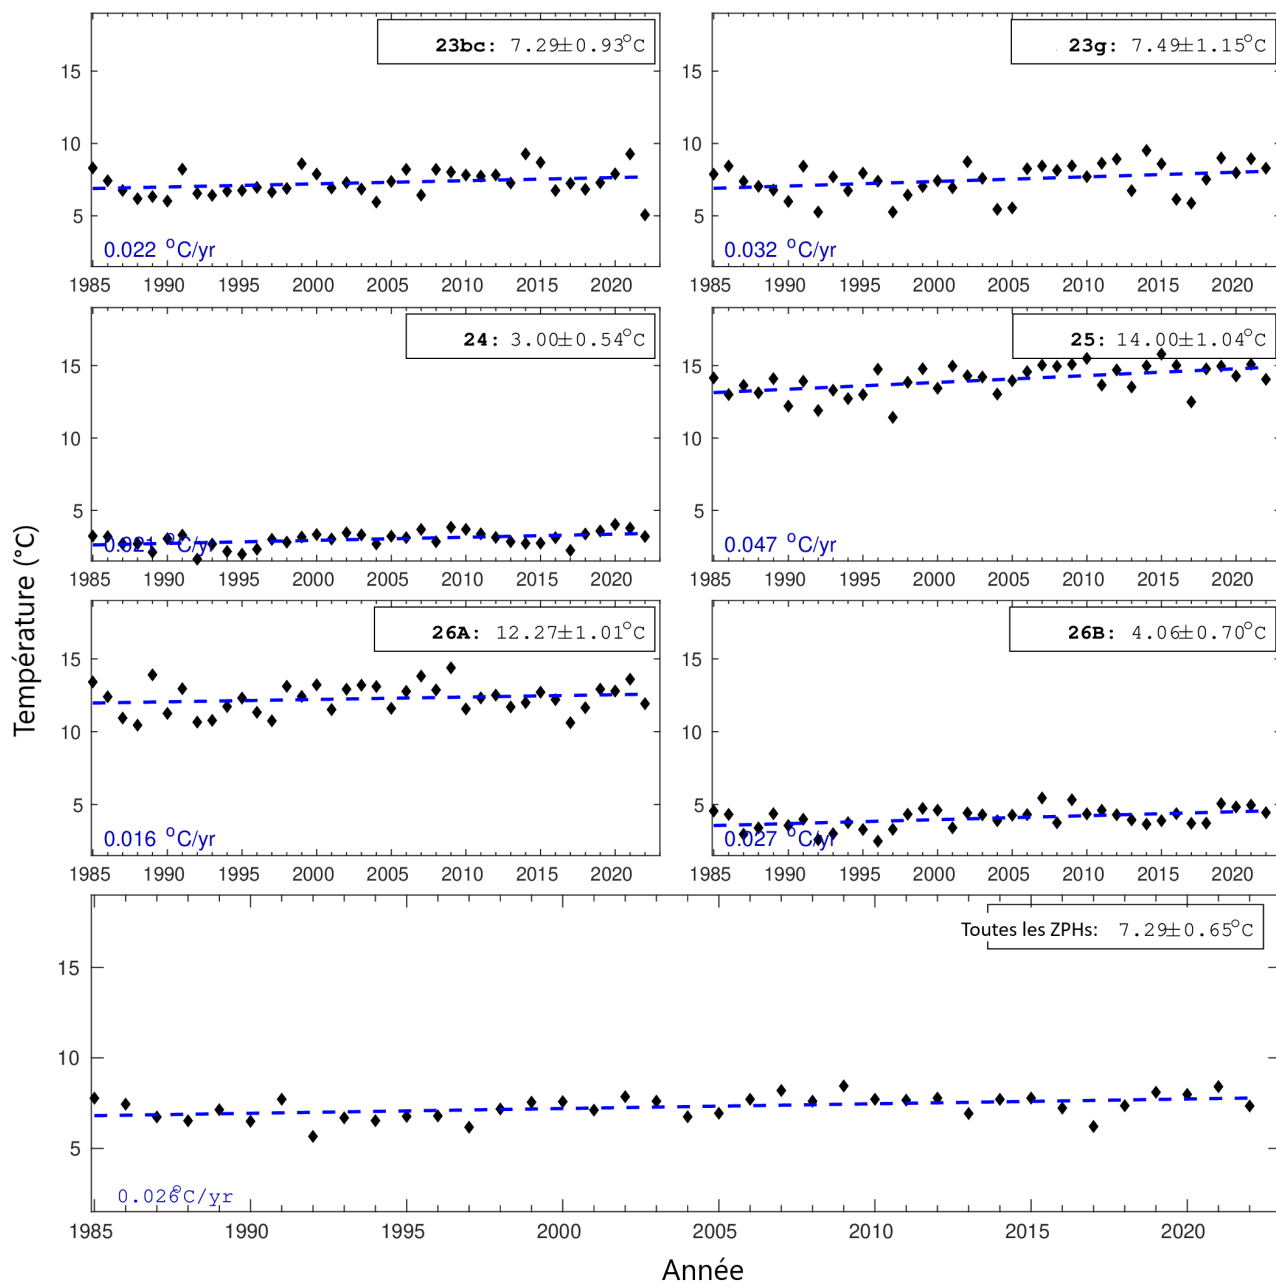 23bc: 7.29±0.93°C
15
10
5
0.022 °C/yr
1985 1990 1995 2000 2005 2010 2015 2020
23g: 7.49±1.15°C
15
10
5
0.032 °C/yr
1985 1990 1995 2000 2005 2010 2015 2020
24: 3.00±0.54°C
15
10
5
0.021 °C/yr
1985 1990 1995 2000 2005 2010 2015 2020
25: 14.00±1.04°C
15
10
5
0.047 °C/yr
1985 1990 1995 2000 2005 2010 2015 2020
Température (°C)
26A: 12.27±1.01°C
15
10
5
0.016 °C/yr
1985 1990 1995 2000 2005 2010 2015 2020
26B: 4.06±0.70°C
15
10
5
0.027 °C/yr
1985 1990 1995 2000 2005 2010 2015 2020
Toutes les ZPHs: 7.29±0.65°C
15
10
5
0.026°C/yr
1985 1990 1995 2000 2005 2010 2015 2020
Année